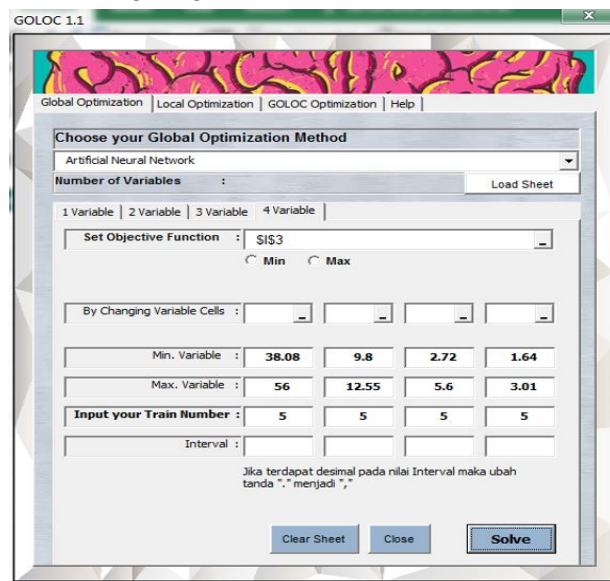 GOLOC 1.1
Global Optimization Local Optimization GOLOC Optimization Help
Choose your Global Optimization Method
Artificial Neural Network
Number of Variables : Load Sheet
1 Variable 2 Variable 3 Variable 4 Variable
Set Objective Function : $I$3 _
Min Max
By Changing Variable Cells : _ _ _ _
Min. Variable : 38.08 9.8 2.72 1.64
Max. Variable : 56 12.55 5.6 3.01
Input your Train Number : 5 5 5 5
Interval :
Jika terdapat desimal pada nilai Interval maka ubah
tanda "." menjadi ","
Clear Sheet Close Solve